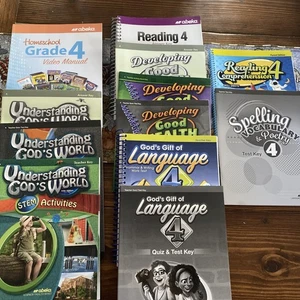 abeka
Homeschool
Grade 4
Video Manual
Understanding
GOD'S WORLD
Understanding
GOD'S WORLD
Understanding
GOD'S WORLD
STEM Activities
abeka
Reading 4
Developing
Good
Developing
Good
Developing
Good
HEALTH
God's Gift of
Language
4
God's Gift of
Language
4
Quiz & Test Key
Reading
Comprehension 4
Spelling
VOCABULARY
& Poetry
Test Key 4